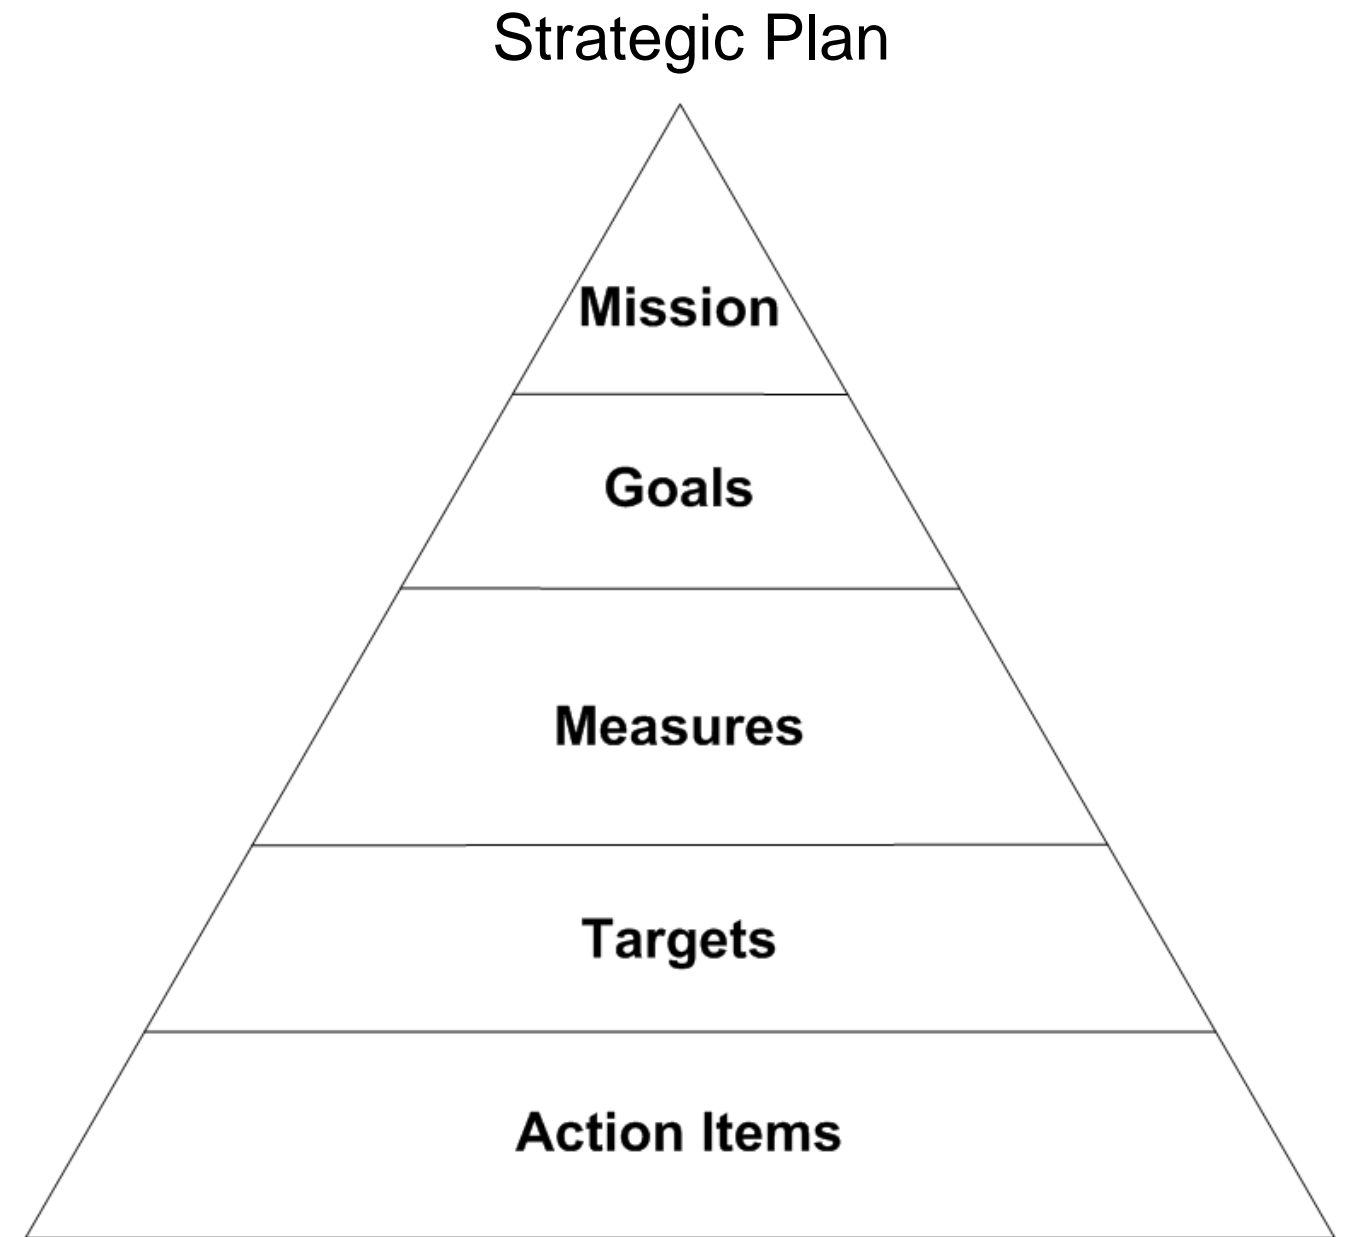 Strategic Plan
Mission
Goals
Measures
Targets
Action Items